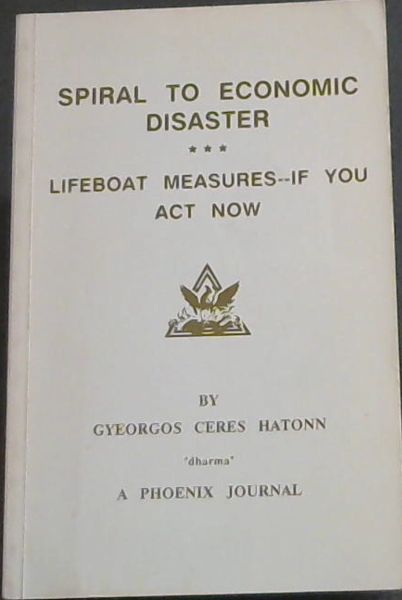 SPIRAL TO ECONOMIC
DISASTER
★ ★ ★
LIFEBOAT MEASURES--IF YOU
ACT NOW
BY
GYEORGOS CERES HATONN
"dharma"
A PHOENIX JOURNAL